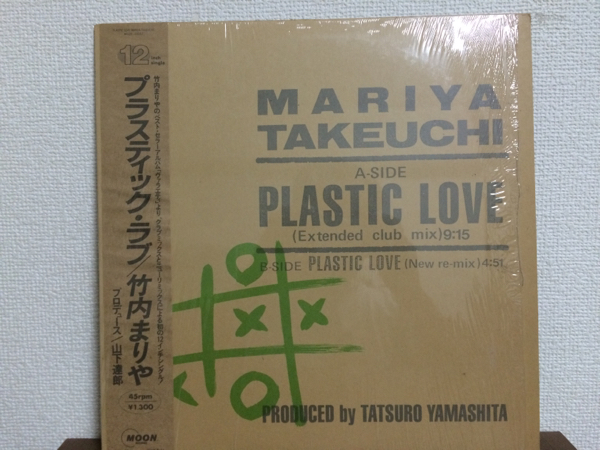 12 inch single
プラスティック・ラブ/竹内まりや
プロデュース/山下達郎
45rpm
¥1,300
MOON
MARIYA
TAKEUCHI
A-SIDE
PLASTIC LOVE
(Extended club mix)9:15
B-SIDE PLASTIC LOVE (New re-mix)4:51
PRODUCED by TATSURO YAMASHITA